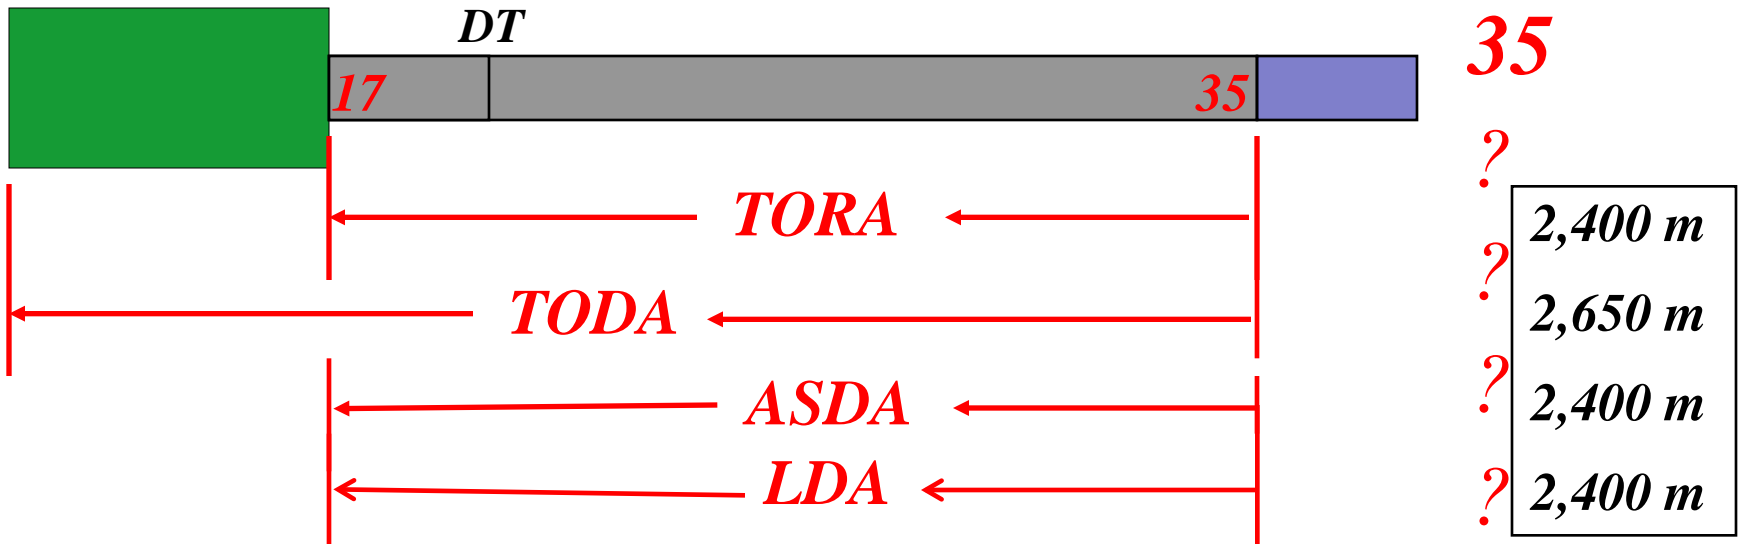 DT
35
17
35
?
TORA
2,400 m
?
TODA
2,650 m
?
ASDA
2,400 m
?
LDA
2,400 m